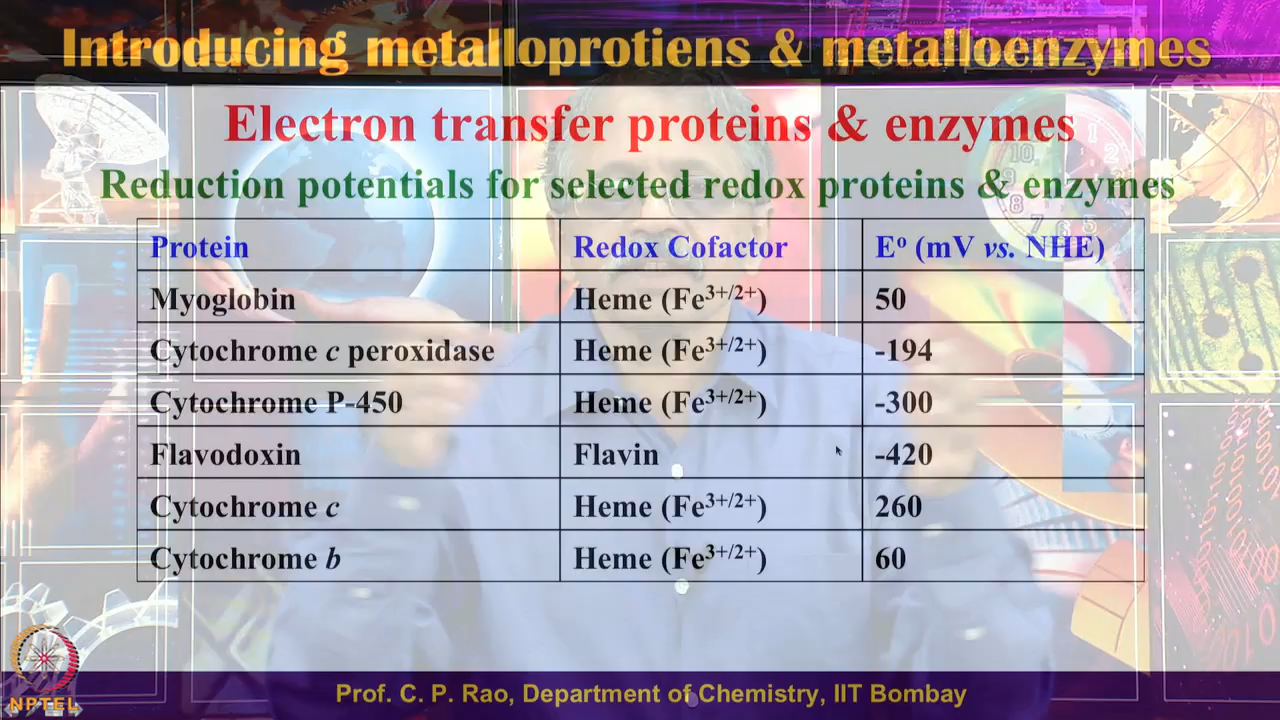 Introducing metalloprotiens & metalloenzymes
Electron transfer proteins & enzymes
Reduction potentials for selected redox proteins & enzymes
Protein Redox Cofactor Eº (mV vs. NHE)
Myoglobin Heme (Fe³⁺/²⁺) 50
Cytochrome c peroxidase Heme (Fe³⁺/²⁺) -194
Cytochrome P-450 Heme (Fe³⁺/²⁺) -300
Flavodoxin Flavin -420
Cytochrome c Heme (Fe³⁺/²⁺) 260
Cytochrome b Heme (Fe³⁺/²⁺) 60
NPTEL
Prof. C. P. Rao, Department of Chemistry, IIT Bombay